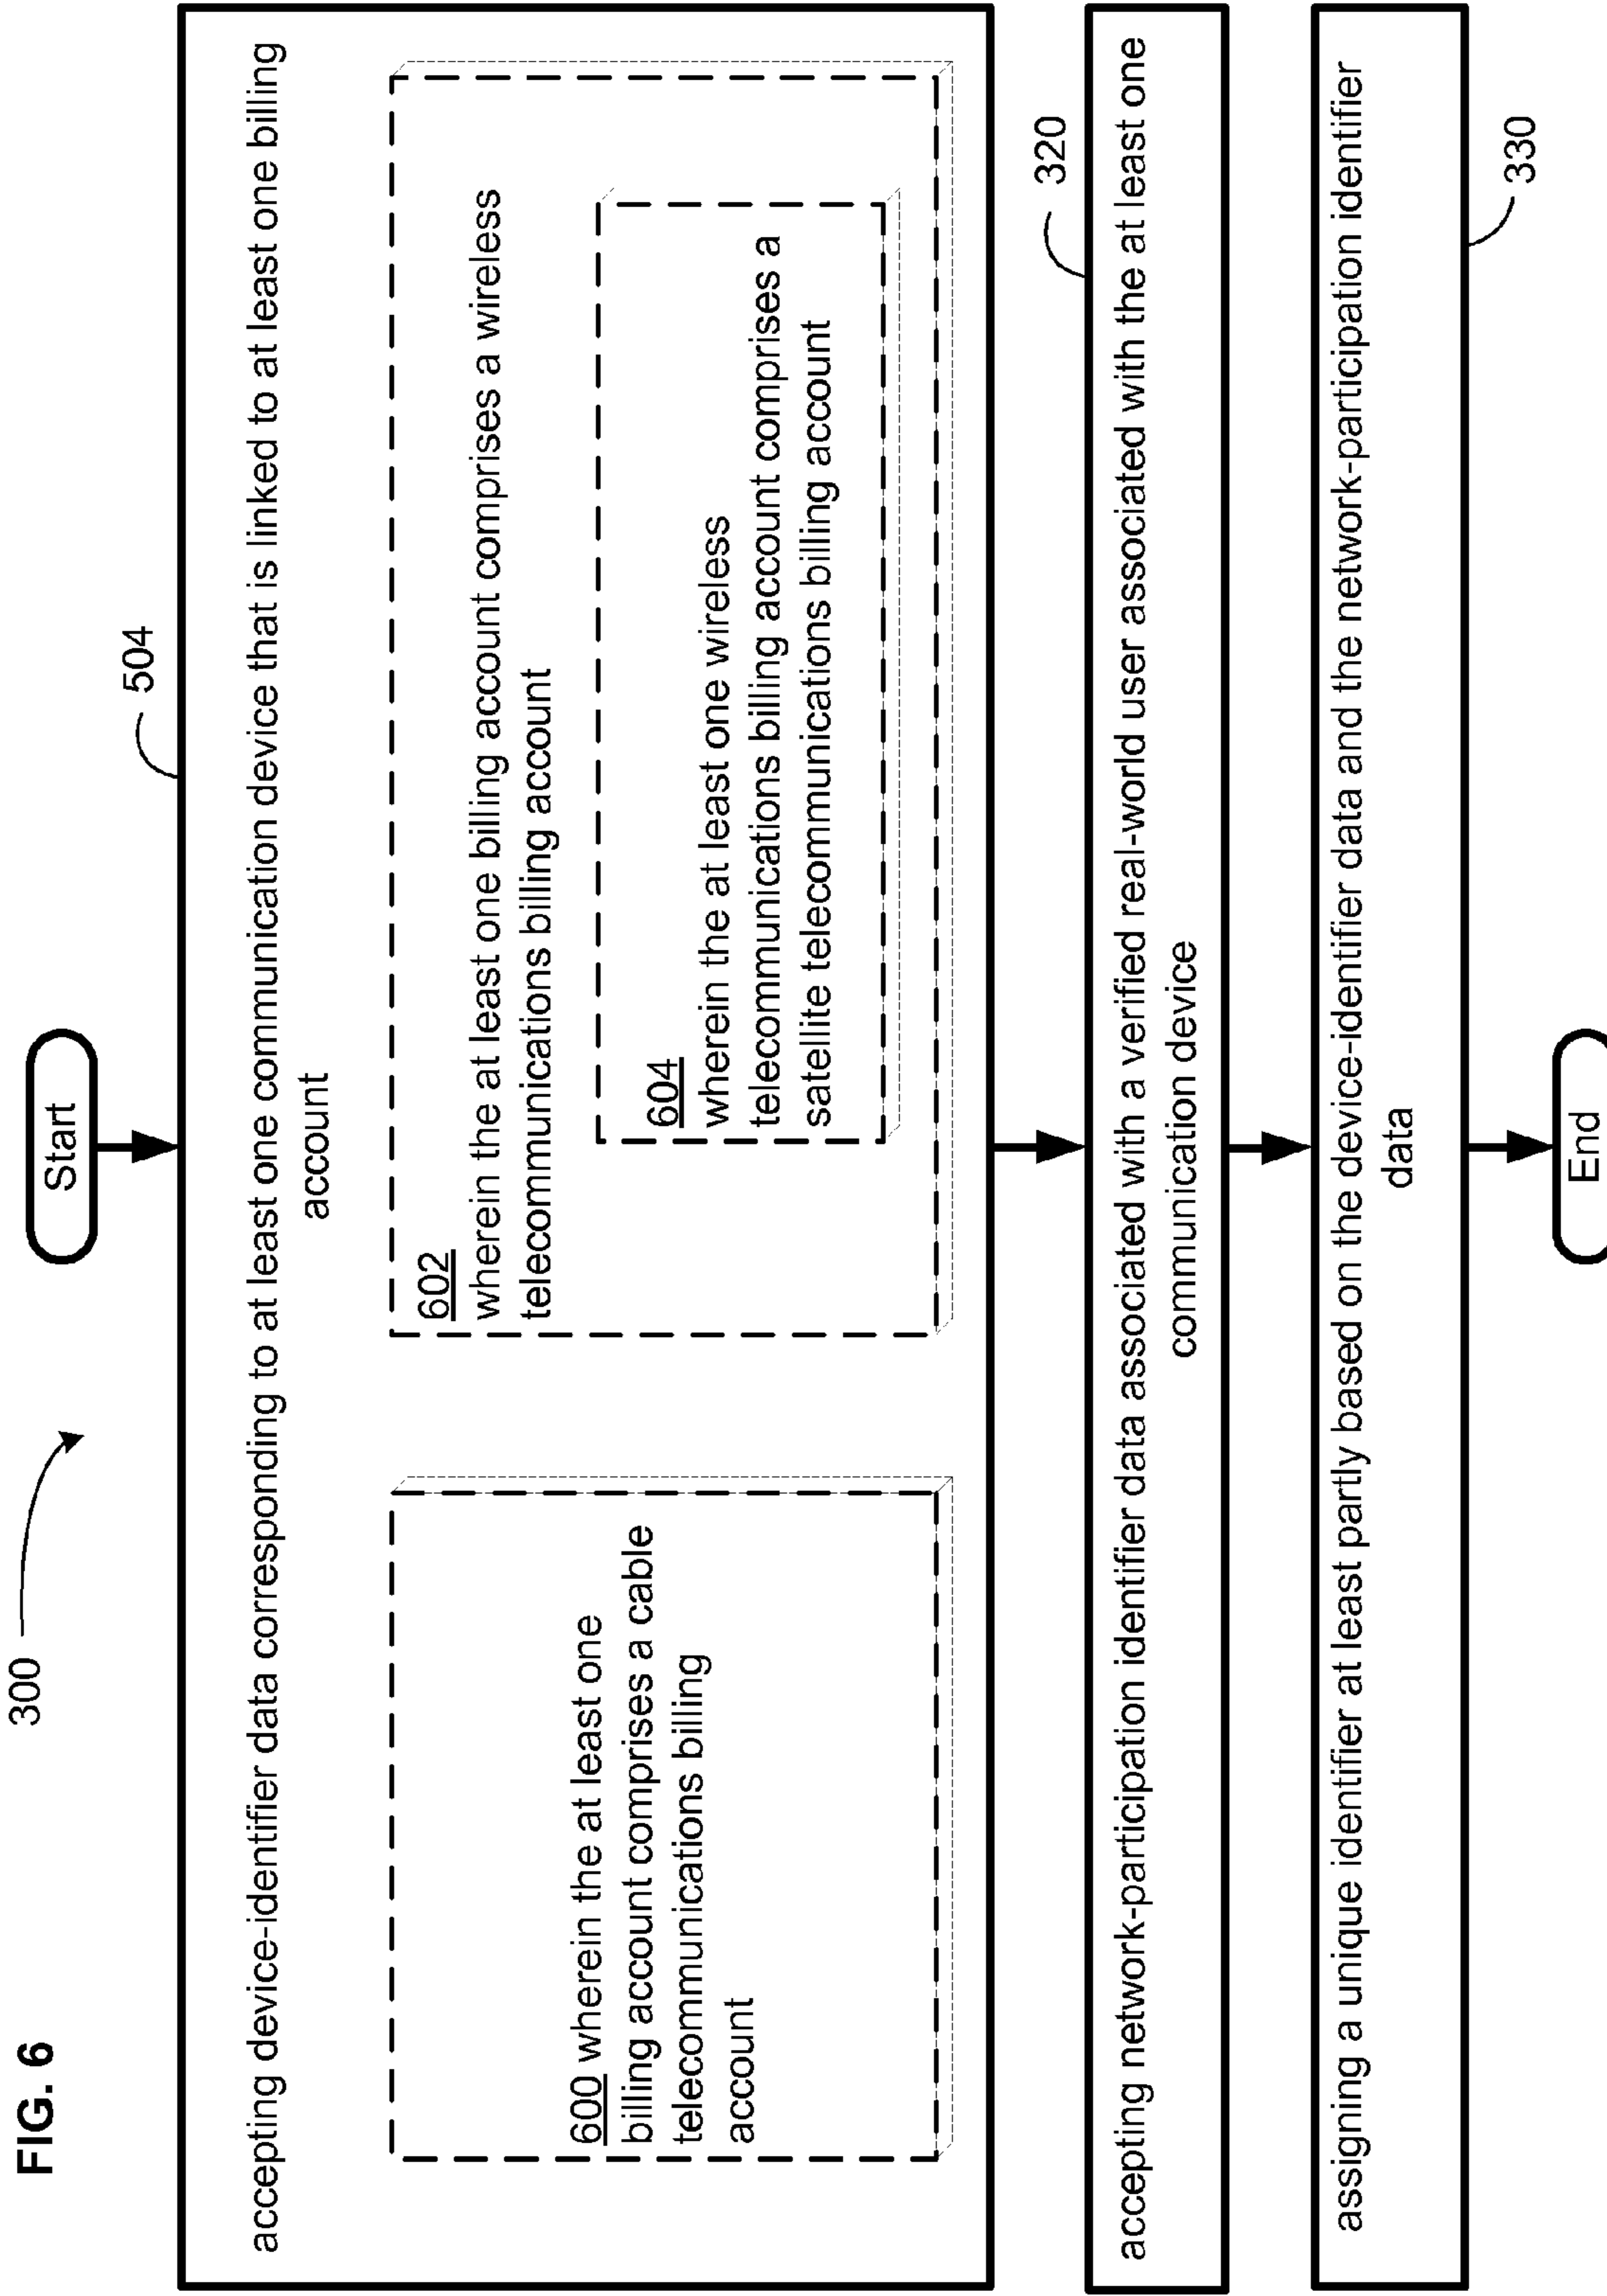 FIG. 6
300
Start
504
accepting device-identifier data corresponding to at least one communication device that is linked to at least one billing
account
600 wherein the at least one
billing account comprises a cable
telecommunications billing
account
602
wherein the at least one billing account comprises a wireless
telecommunications billing account
604
wherein the at least one wireless
telecommunications billing account comprises a
satellite telecommunications billing account
320
accepting network-participation identifier data associated with a verified real-world user associated with the at least one
communication device
assigning a unique identifier at least partly based on the device-identifier data and the network-participation identifier
data
330
End